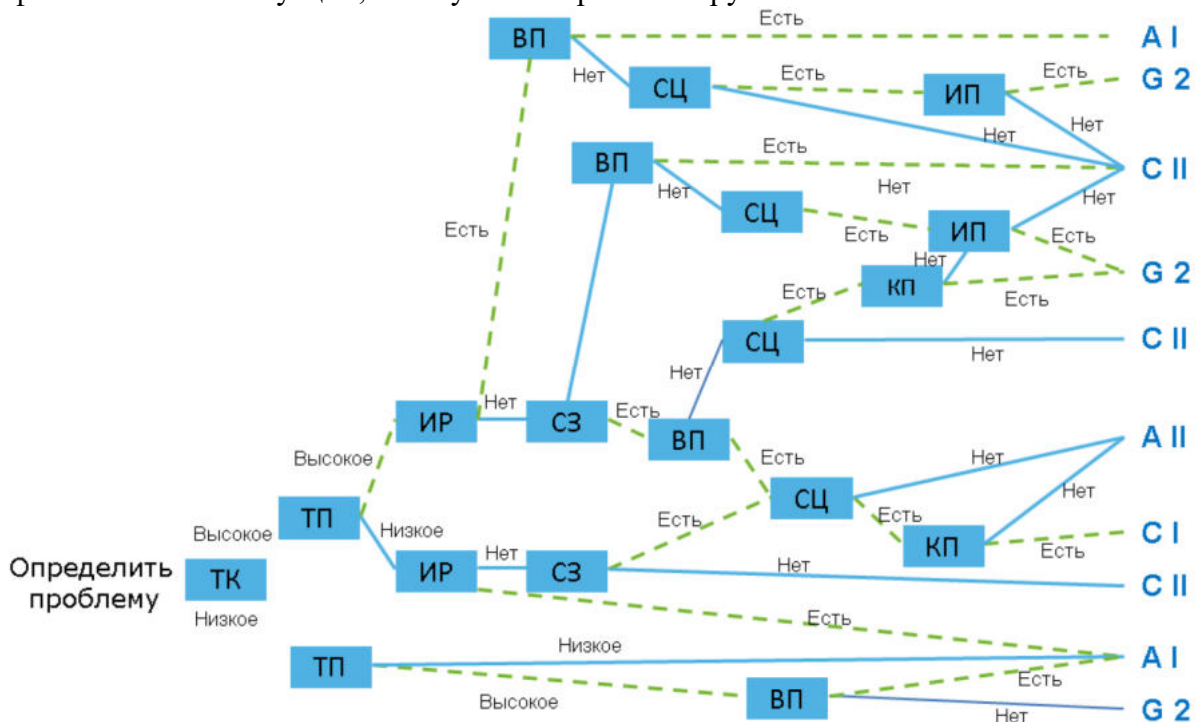 ВП Есть A I
Нет СЦ Есть ИП Есть G 2
Нет Нет
ВП Есть C II
Нет СЦ Нет Нет
Есть Есть ИП Есть
Нет
КП Есть G 2
Есть
СЦ Нет C II
Нет
ИР Нет СЗ Есть ВП
Высокое Есть Нет A II
ТП СЦ Нет
Высокое Низкое Есть Есть КП Есть C I
Определить
проблему
ТК ИР Нет СЗ Нет C II
Низкое Есть
ТП Низкое A I
Высокое ВП Есть
Нет G 2